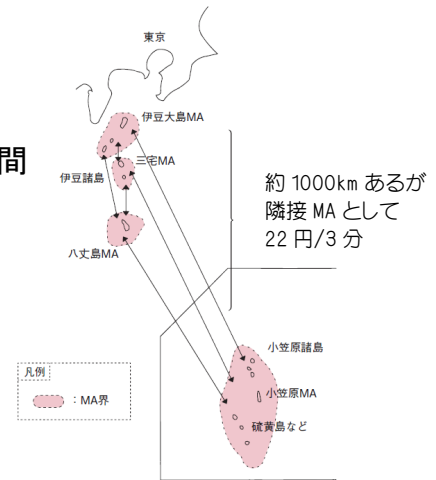 東京
伊豆大島MA
間
三宅MA
伊豆諸島
約 1000km あるが
隣接 MA として
22 円/3 分
八丈島MA
小笠原諸島
凡例
小笠原MA
：MA界
硫黄島など